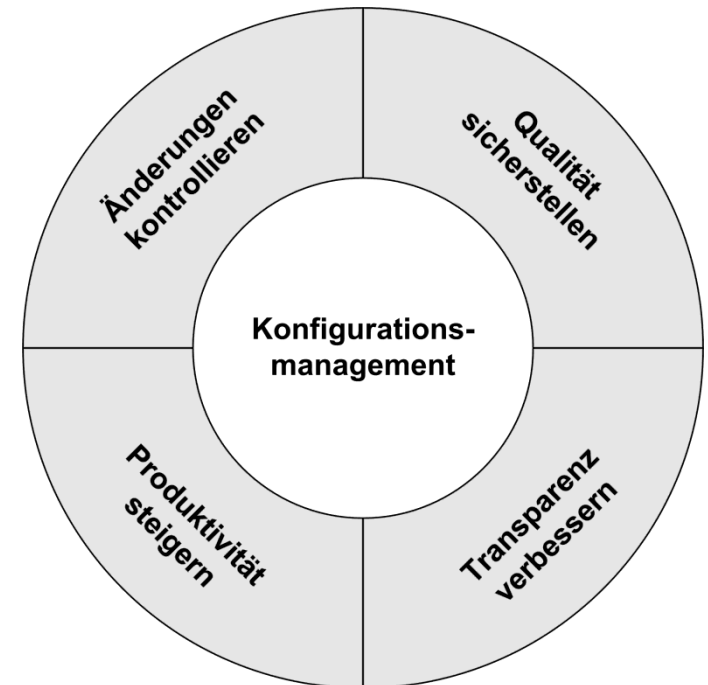 Änderungen
kontrollieren
Qualität
sicherstellen
Konfigurations-
management
Produktivität
steigern
Transparenz
verbessern